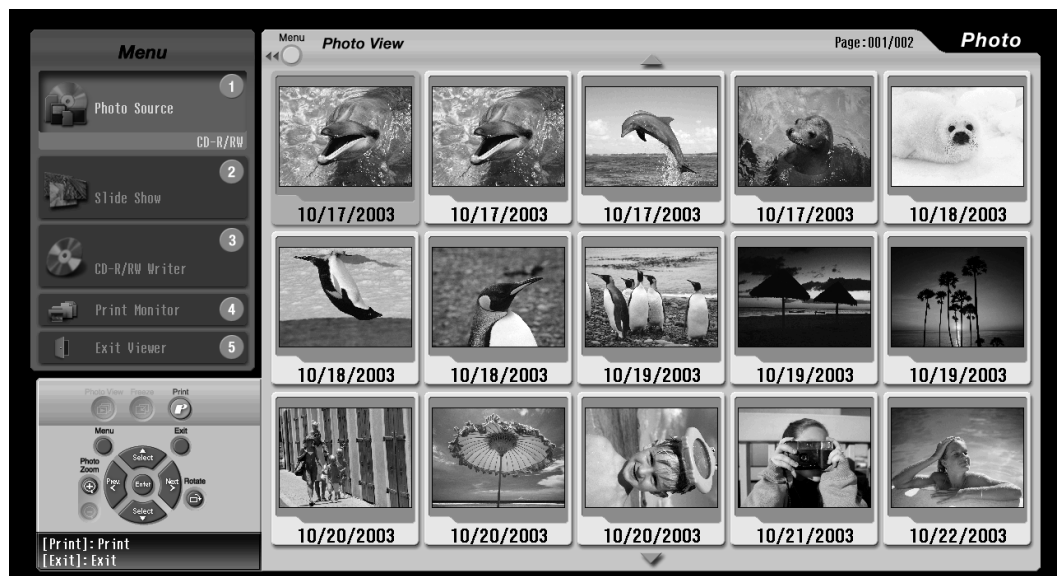 Menu
1
Photo Source
CD-R/RW
2
Slide Show
3
CD-R/RW Writer
Print Monitor
4
Exit Viewer
5
Photo View
Freeze
Print
Menu
Exit
Photo
Zoom
Select
Prev.
Enter
Next
Rotate
Select
[Print]:Print
[Exit]:Exit
Menu
Photo View
Page:001/002
Photo
10/17/2003
10/17/2003
10/17/2003
10/17/2003
10/18/2003
10/18/2003
10/18/2003
10/19/2003
10/19/2003
10/19/2003
10/20/2003
10/20/2003
10/20/2003
10/21/2003
10/22/2003